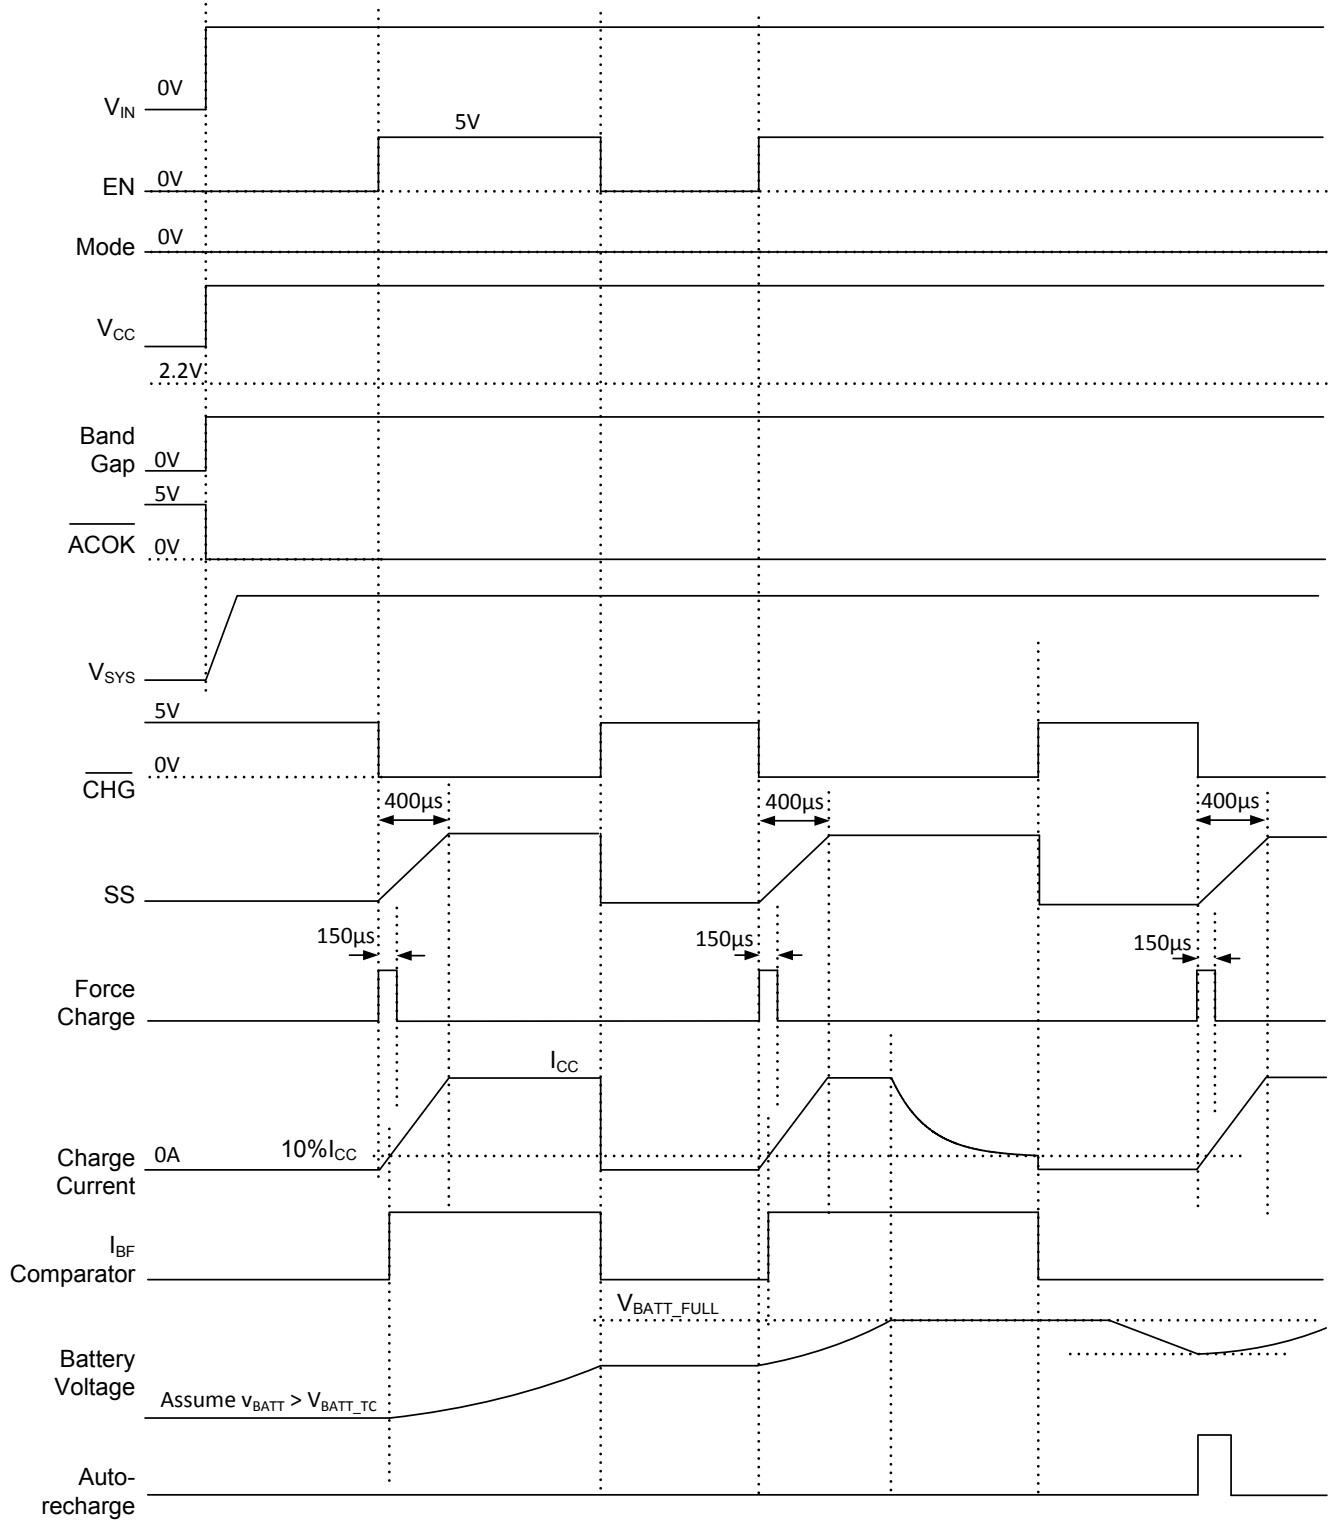 0V
V_IN
5V
0V
EN
0V
Mode
V_CC
2.2V
Band
Gap
0V
5V
ACOK
0V
V_SYS
5V
0V
CHG
400µs
400µs
400µs
SS
150µs
150µs
150µs
Force
Charge
I_CC
10%I_CC
Charge
Current
0A
I_BF
Comparator
V_BATT_FULL
Battery
Voltage
Assume v_BATT > V_BATT_TC
Auto-
recharge